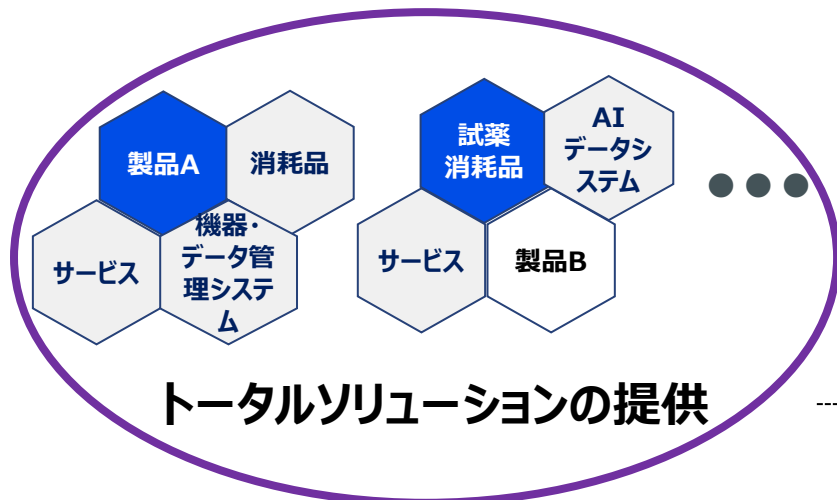 製品A
消耗品
サービス
機器・
データ管
理システ
ム
試薬
消耗品
AI
データシ
ステム
サービス
製品B
トータルソリューションの提供